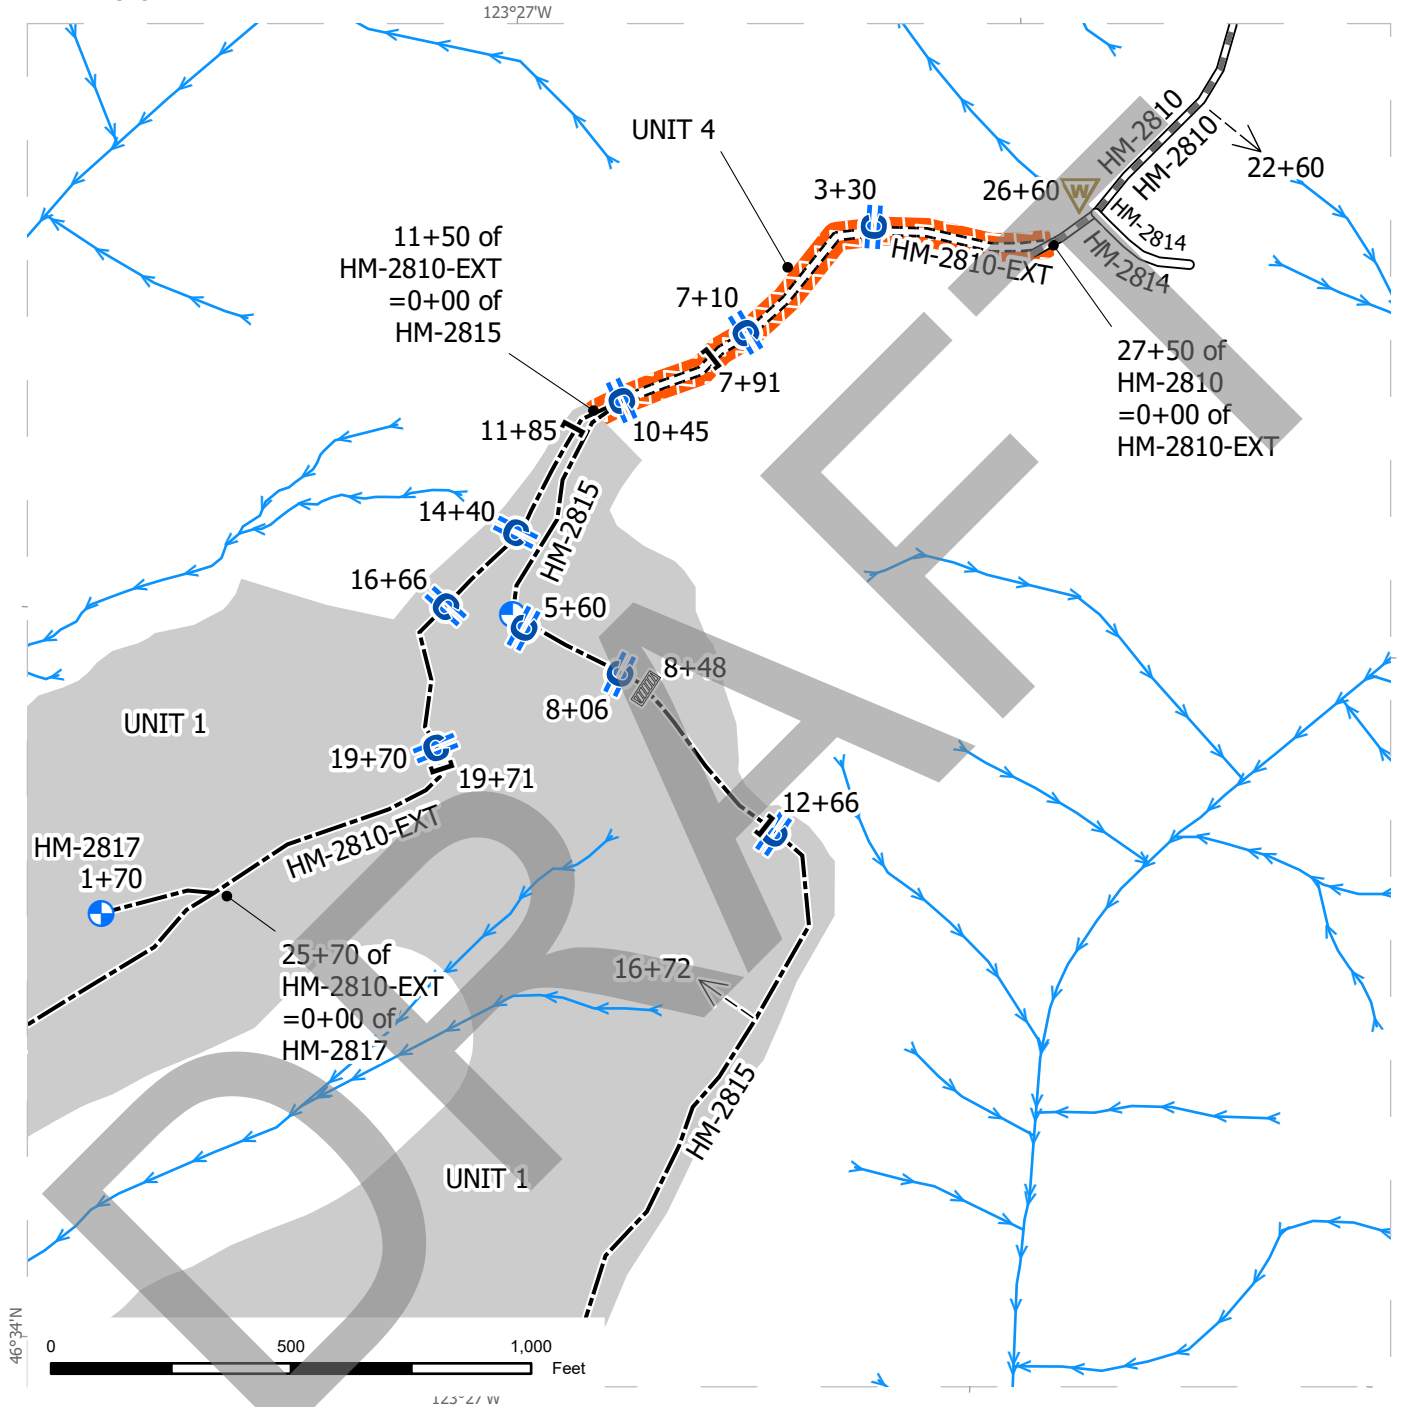 123°27'W
UNIT 4
HM-2810
HM-2810
22+60
3+30
26+60
HM-2814
HM-2814
HM-2810-EXT
11+50 of
HM-2810-EXT
=0+00 of
HM-2815
7+10
7+91
27+50 of
HM-2810
=0+00 of
HM-2810-EXT
11+85
10+45
14+40
HM-2815
16+66
5+60
8+48
8+06
UNIT 1
19+70
19+71
12+66
HM-2810-EXT
HM-2817
1+70
25+70 of
HM-2810-EXT
=0+00 of
HM-2817
16+72
HM-2815
UNIT 1
46°34'N
0 500 1,000
Feet
123°27'W
DRAFT
W
C
C
C
C
C
C
C
C
C